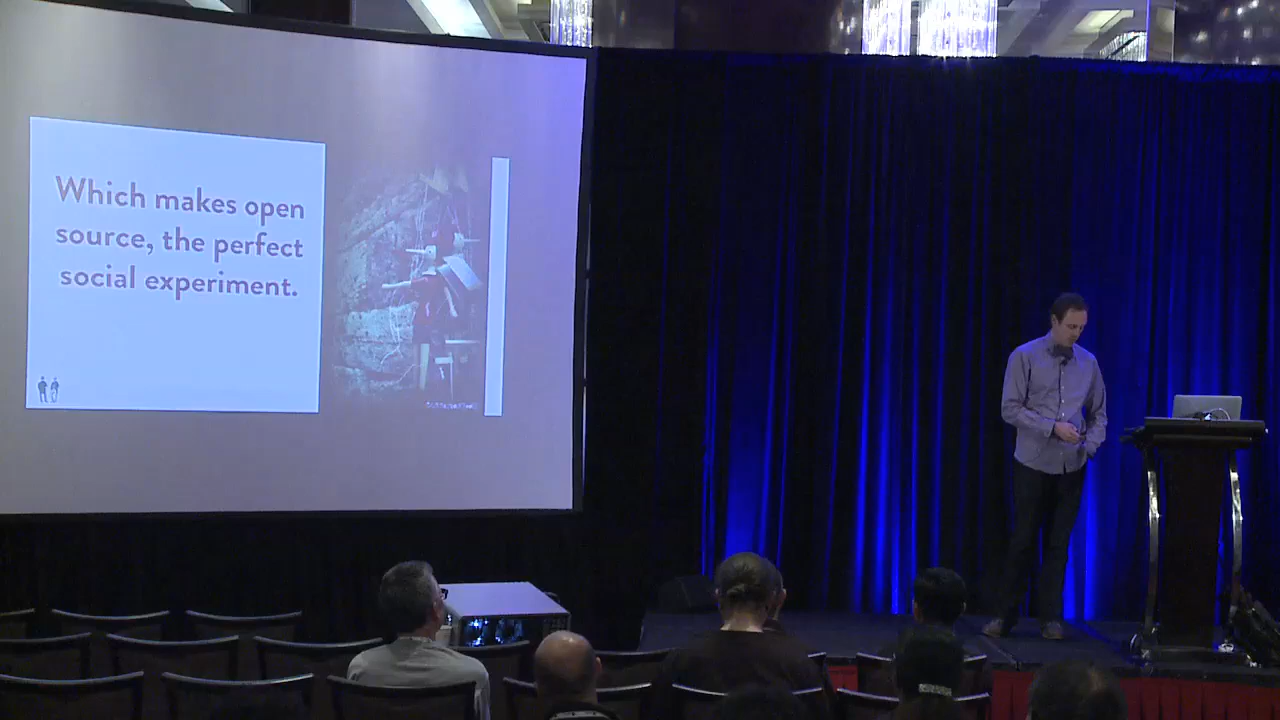 Which makes open
source, the perfect
social experiment.